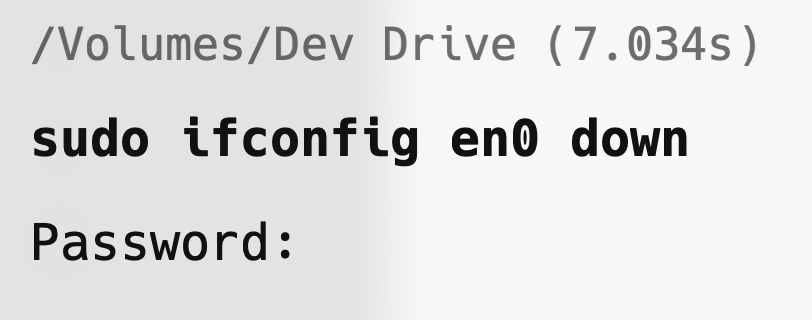 /Volumes/Dev Drive (7.034s)
sudo ifconfig en0 down
Password: